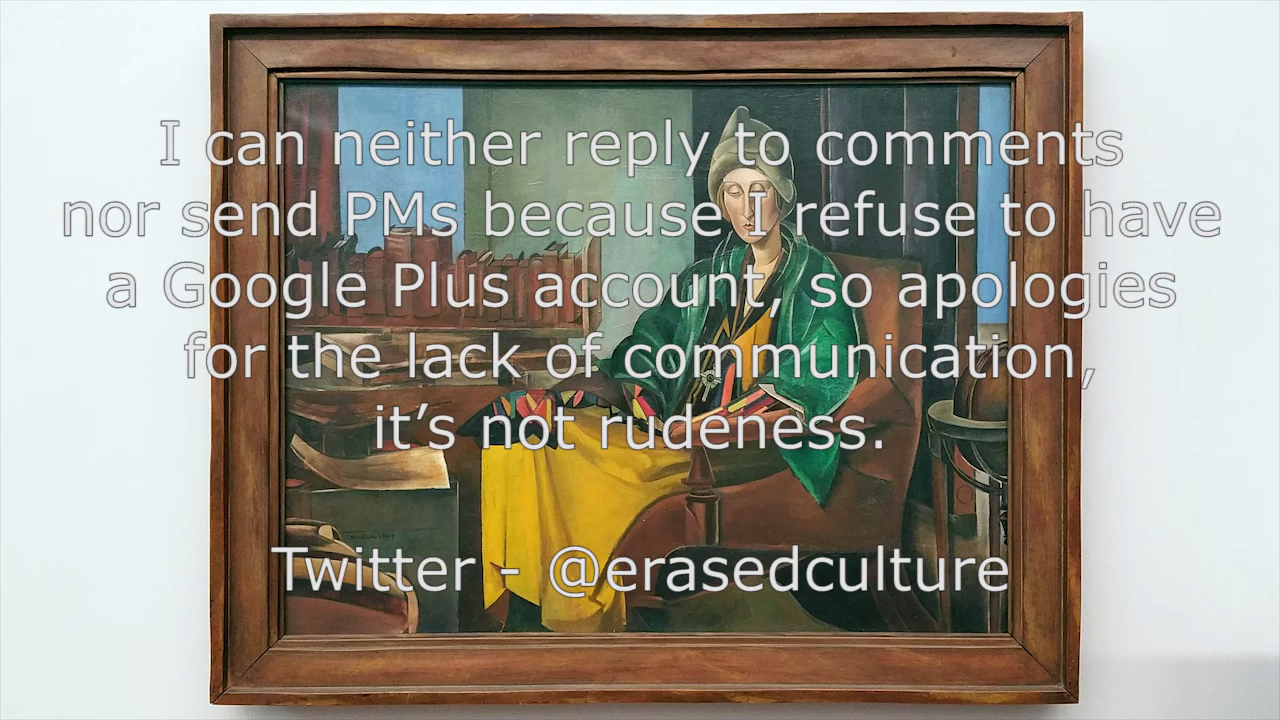 I can neither reply to comments
nor send PMs because I refuse to have
a Google Plus account, so apologies
for the lack of communication,
it’s not rudeness.
Twitter - @erasedculture